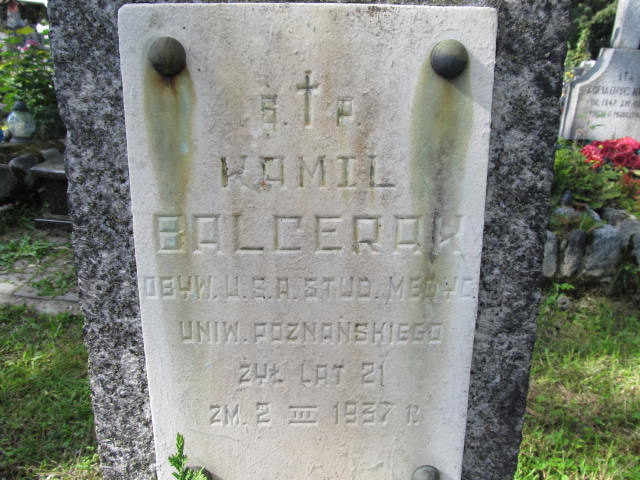 Ś. P.
KAMIL
BALCERAK
OBYW. U.S.A. STUD. MEDYC.
UNIW. POZNAŃSKIEGO
ŻYŁ LAT 21
ZM. 2 III 1937 R